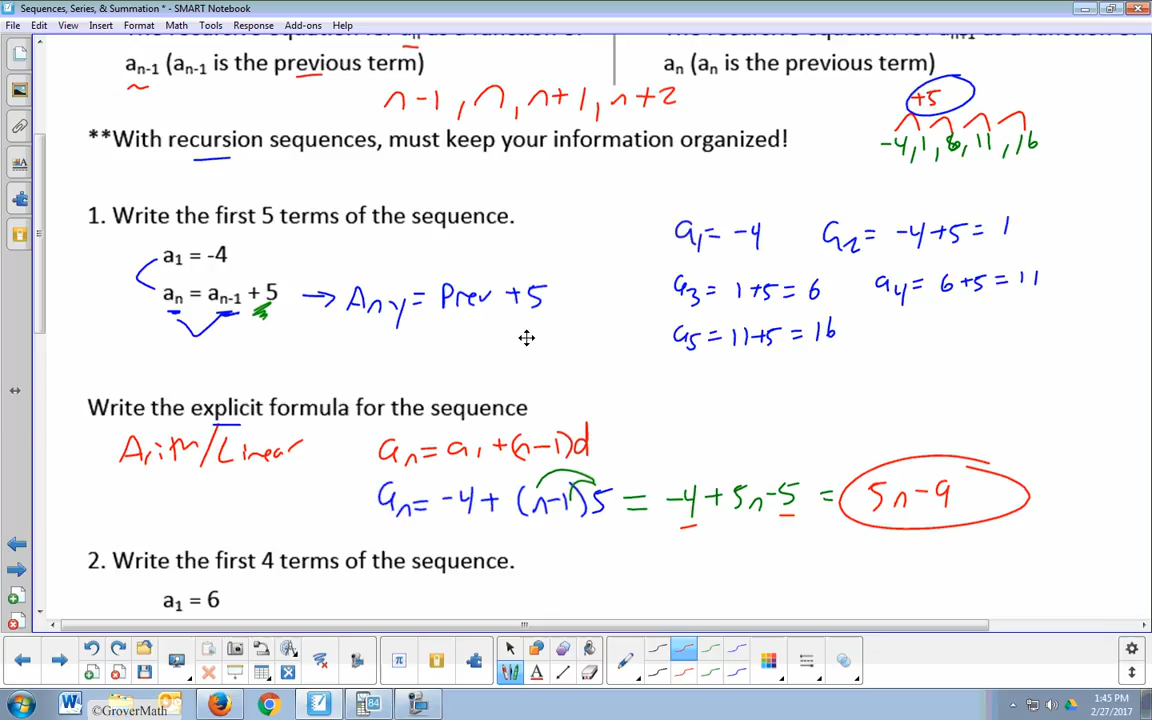 Sequences, Series, & Summation * - SMART Notebook
File Edit View Insert Format Math Tools Response Add-ons Help
an-1 (an-1 is the previous term)
an (an is the previous term)
n-1, n, n+1, n+2
+5
**With recursion sequences, must keep your information organized!
-4, 1, 6, 11, 16
1. Write the first 5 terms of the sequence.
a1 = -4
a1 = -4 a2 = -4+5 = 1
an = an-1 + 5 → Any = Prev +5
a3 = 1+5 = 6 a4 = 6+5 = 11
a5 = 11+5 = 16
Write the explicit formula for the sequence
Arith/Linear an = a1 + (n-1)d
an = -4 + (n-1)5 = -4 + 5n - 5 = 5n - 9
2. Write the first 4 terms of the sequence.
a1 = 6
©GroverMath
84
1:45 PM
2/27/2017